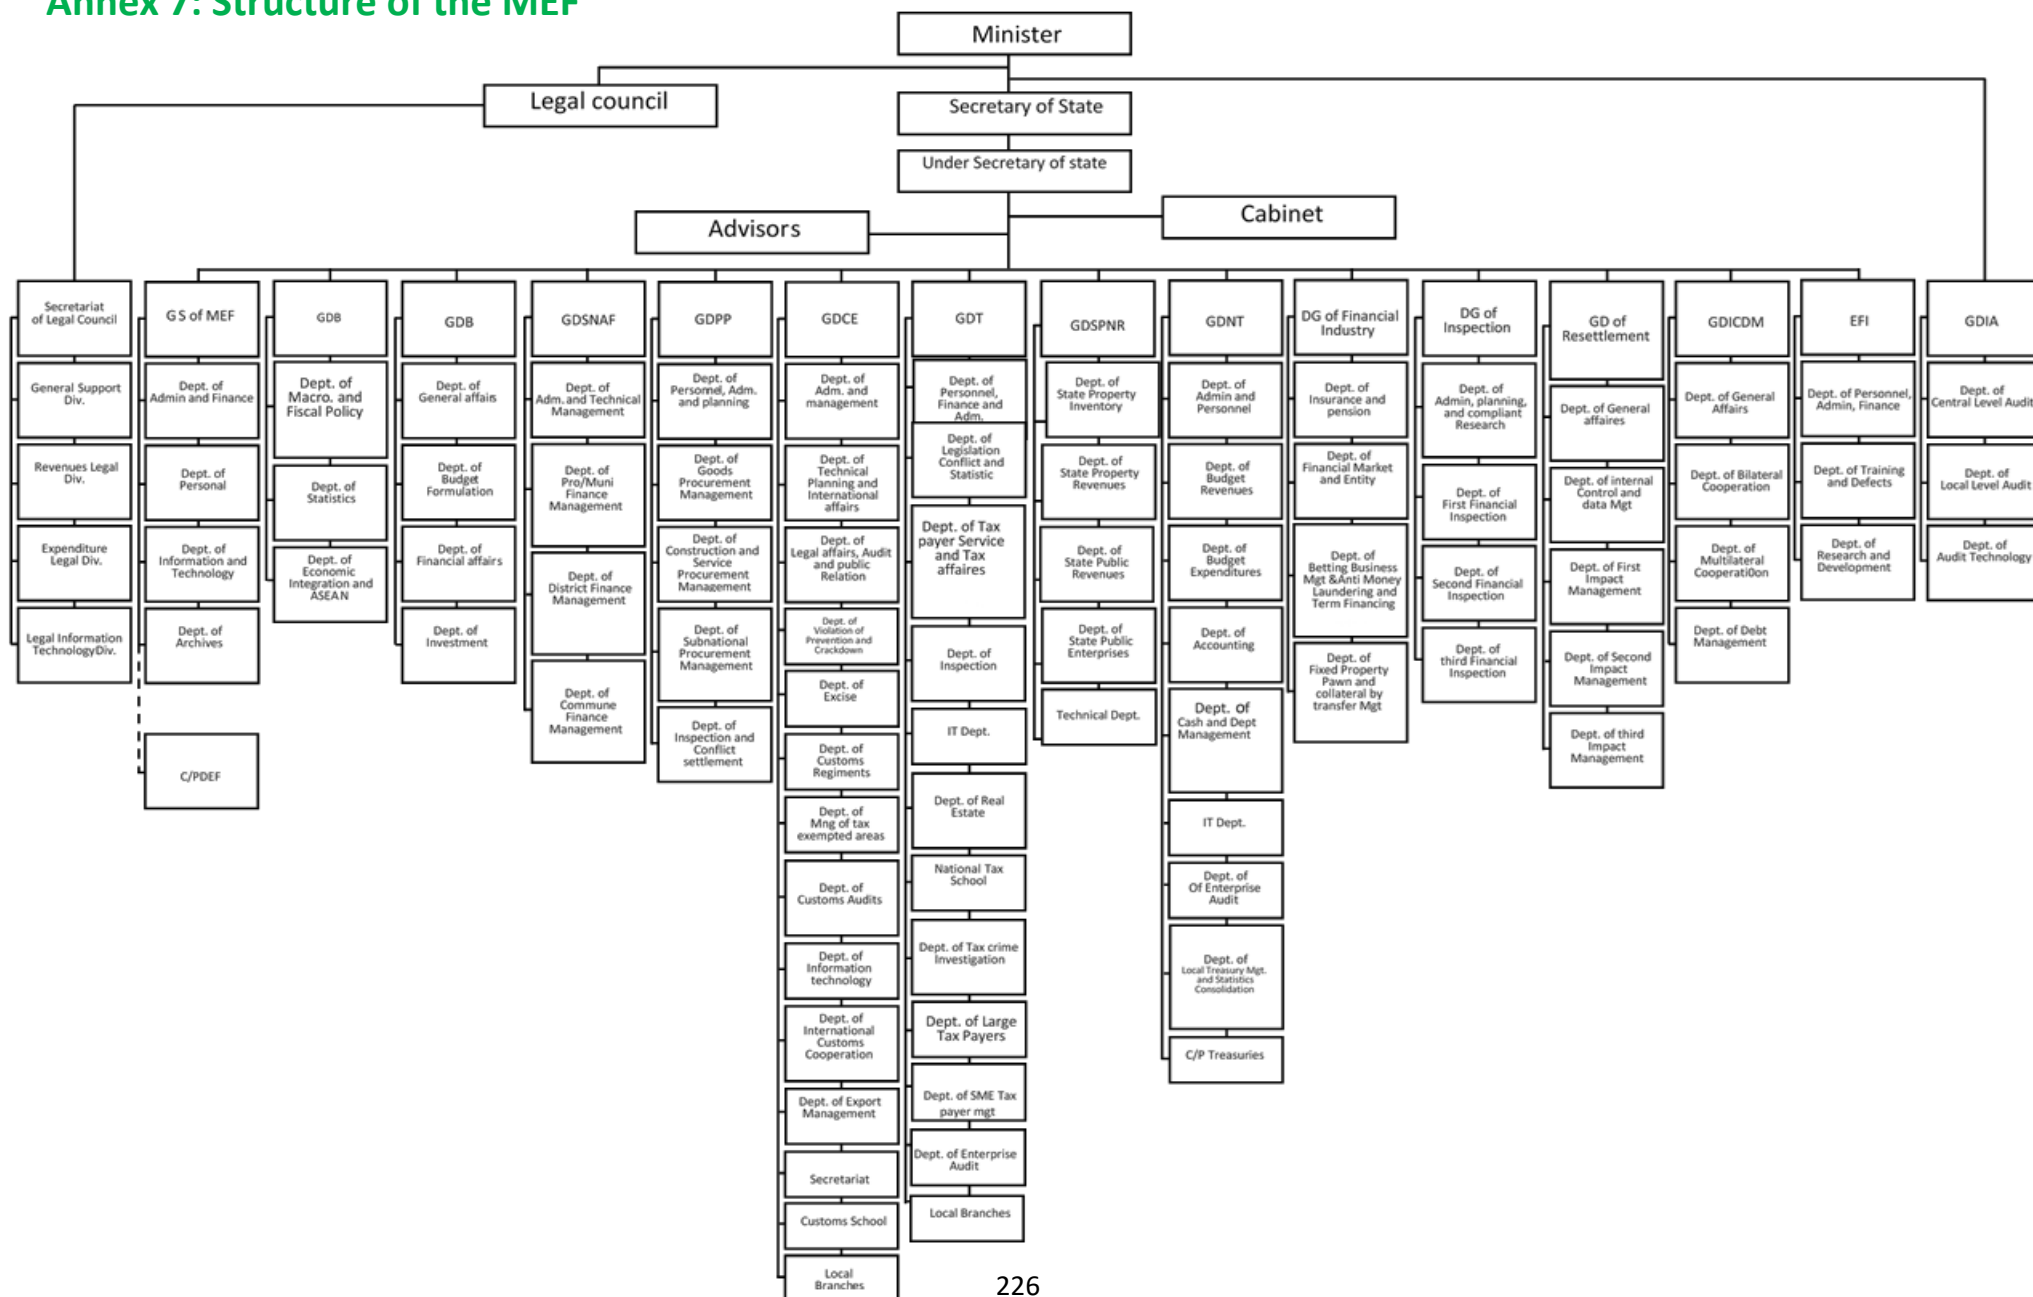 Annex 7: Structure of the MEF
Minister
Legal council
Secretary of State
Under Secretary of state
Advisors
Cabinet
Secretariat
of Legal Council
General Support
Div.
Revenues Legal
Div.
Expenditure
Legal Div.
Legal Information
TechnologyDiv.
GS of MEF
Dept. of
Admin and Finance
Dept. of
Personal
Dept. of
Information and
Technology
Dept. of
Archives
C/PDEF
GDB
Dept. of
Macro. and
Fiscal Policy
Dept. of
Statistics
Dept. of
Economic
Integration and
ASEAN
GDB
Dept. of
General affairs
Dept. of
Budget
Formulation
Dept. of
Financial affairs
Dept. of
Investment
GDSNAF
Dept. of
Adm. and Technical
Management
Dept. of
Pro/Muni
Finance
Management
Dept. of
District Finance
Management
Dept. of
Commune
Finance
Management
GDPP
Dept. of
Personnel, Adm.
and planning
Dept. of
Goods
Procurement
Management
Dept. of
Construction and
Service
Procurement
Management
Dept. of
Subnational
Procurement
Management
Dept. of
Inspection and
Conflict
settlement
GDCE
Dept. of
Adm. and
management
Dept. of
Technical
Planning and
International
affairs
Dept. of
Legal affairs, Audit
and public
Relation
Dept. of
Violation of
Prevention and
Crackdown
Dept. of
Excise
Dept. of
Customs
Regiments
Dept. of
Mng of tax
exempted areas
Dept. of
Customs Audits
Dept. of
Information
technology
Dept. of
International
Customs
Cooperation
Dept. of Export
Management
Secretariat
Customs School
Local
Branches
GDT
Dept. of
Personnel,
Finance and
Adm.
Dept. of
Legislation
Conflict and
Statistic
Dept. of Tax
payer Service
and Tax
affaires
Dept. of
Inspection
IT Dept.
Dept. of Real
Estate
National Tax
School
Dept. of Tax crime
Investigation
Dept. of Large
Tax Payers
Dept. of SME Tax
payer mgt
Dept. of Enterprise
Audit
Local Branches
GDSPNR
Dept. of
State Property
Inventory
Dept. of
State Property
Revenues
Dept. of
State Public
Revenues
Dept. of
State Public
Enterprises
Technical Dept.
GDNT
Dept. of
Admin and
Personnel
Dept. of
Budget
Revenues
Dept. of
Budget
Expenditures
Dept. of
Accounting
Dept. of
Cash and Dept
Management
IT Dept.
Dept. of
Of Enterprise
Audit
Dept. of
Local Treasury Mgt.
and Statistics
Consolidation
C/P Treasuries
DG of Financial
Industry
Dept. of
Insurance and
pension
Dept. of
Financial Market
and Entity
Dept. of
Betting Business
Mgt &Anti Money
Laundering and
Term Financing
Dept. of
Fixed Property
Pawn and
collateral by
transfer Mgt
DG of
Inspection
Dept. of
Admin, planning,
and compliant
Research
Dept. of
First Financial
Inspection
Dept. of
Second Financial
Inspection
Dept. of
third Financial
Inspection
GD of
Resettlement
Dept. of General
affaires
Dept. of internal
Control and
data Mgt
Dept. of First
Impact
Management
Dept. of Second
Impact
Management
Dept. of third
Impact
Management
GDICDM
Dept. of General
Affairs
Dept. of Bilateral
Cooperation
Dept. of
Multilateral
Cooperati0on
Dept. of Debt
Management
EFI
Dept. of Personnel,
Admin, Finance
Dept. of Training
and Defects
Dept. of
Research and
Development
GDIA
Dept. of
Central Level Audit
Dept. of
Local Level Audit
Dept. of
Audit Technology
226